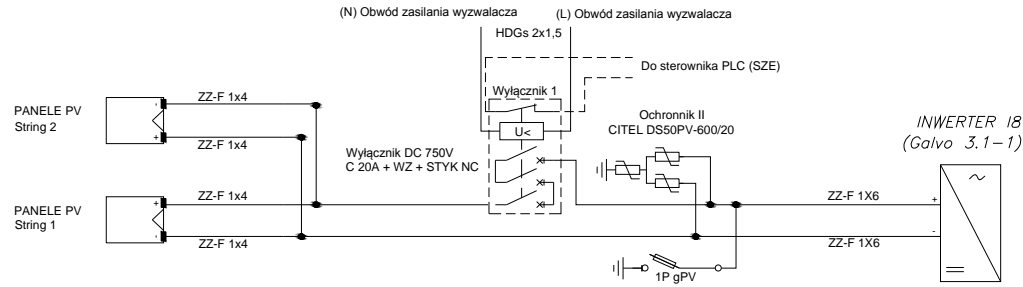 (N) Obwód zasilania wyzwalacza
(L) Obwód zasilania wyzwalacza
HDGs 2x1,5
Do sterownika PLC (SZE)
Wyłącznik 1
U<
PANELE PV
String 2
-
+
ZZ-F 1x4
ZZ-F 1x4
Wyłącznik DC 750V
C 20A + WZ + STYK NC
Ochronnik II
CITEL DS50PV-600/20
INWERTER I8
(Galvo 3.1-1)
PANELE PV
String 1
+
-
ZZ-F 1x4
ZZ-F 1x4
ZZ-F 1X6
ZZ-F 1X6
+
-
1P gPV